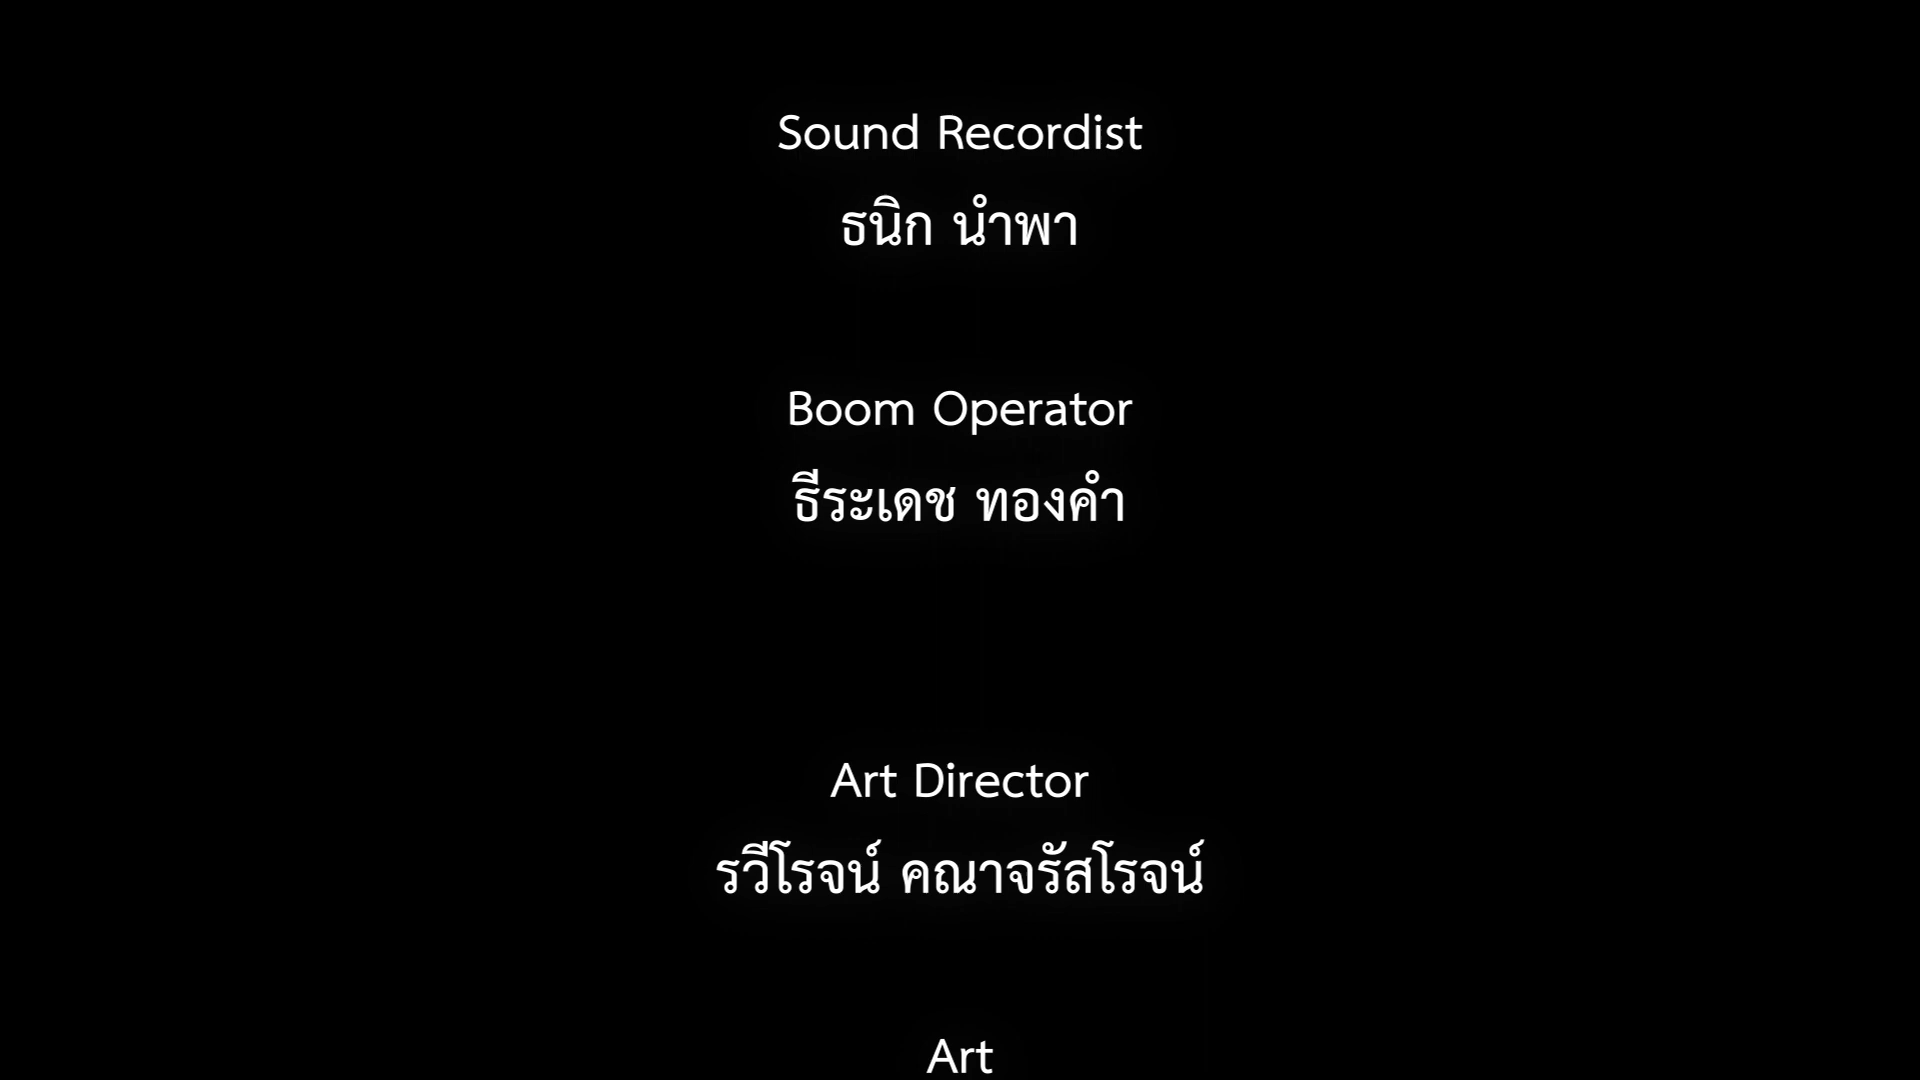 Sound Recordist
ธนิก นำพา
Boom Operator
ธีระเดช ทองคำ
Art Director
รวีโรจน์ คณาจรัสโรจน์
Art